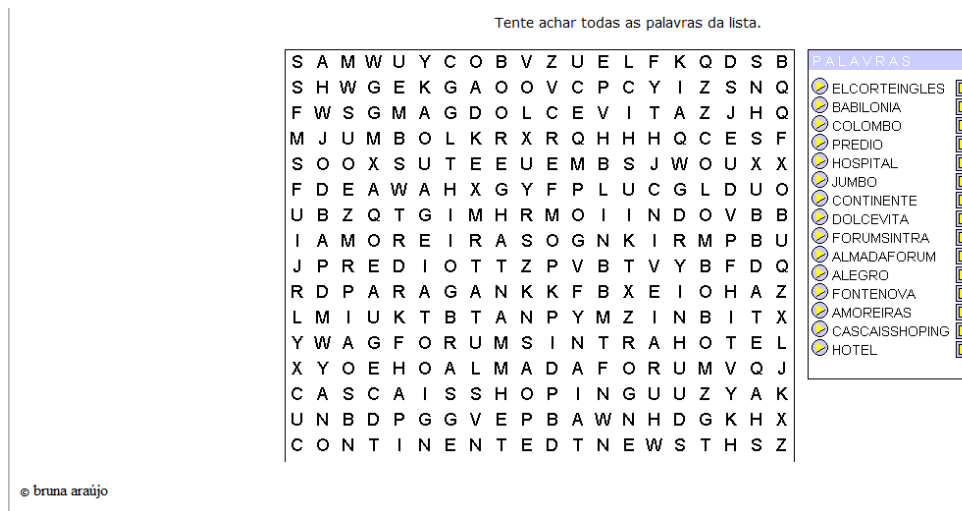 Tente achar todas as palavras da lista.
S A M W U Y C O B V Z U E L F K Q D S B
S H W G E K G A O O V C P C Y I Z S N Q
F W S G M A G D O L C E V I T A Z J H Q
M J U M B O L K R X R Q H H H Q C E S F
S O O X S U T E E U E M B S J W O U X X
F D E A W A H X G Y F P L U C G L D U O
U B Z Q T G I M H R M O I I N D O V B B
I A M O R E I R A S O G N K I R M P B U
J P R E D I O T T Z P V B T V Y B F D Q
R D P A R A G A N K K F B X E I O H A Z
L M I U K T B T A N P Y M Z I N B I T X
Y W A G F O R U M S I N T R A H O T E L
X Y O E H O A L M A D A F O R U M V Q J
C A S C A I S S H O P I N G U U Z Y A K
U N B D P G G V E P B A W N H D G K H X
C O N T I N E N T E D T N E W S T H S Z
PALAVRAS
ELCORTEINGLES
BABILONIA
COLOMBO
PREDIO
HOSPITAL
JUMBO
CONTINENTE
DOLCEVITA
FORUMSINTRA
ALMADAFORUM
ALEGRO
FONTENOVA
AMOREIRAS
CASCAISSHOPING
HOTEL
© bruna araújo